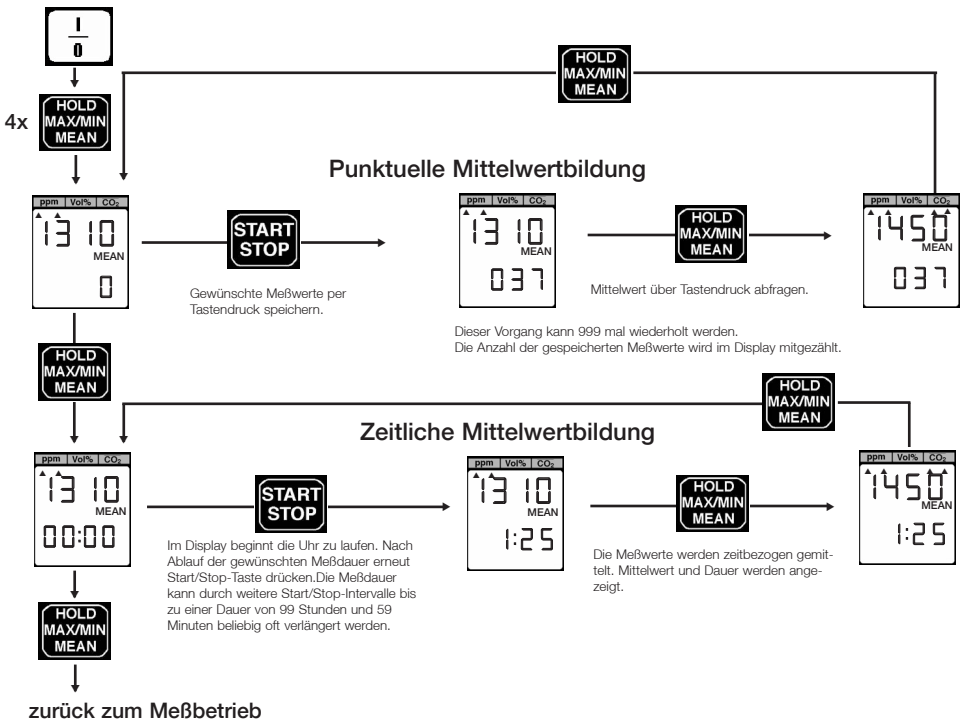 I
0
HOLD
MAX/MIN
MEAN
4x
HOLD
MAX/MIN
MEAN
Punktuelle Mittelwertbildung
ppm Vol% CO₂
1310
MEAN
0
START
STOP
Gewünschte Meßwerte per
Tastendruck speichern.
ppm Vol% CO₂
1310
MEAN
037
HOLD
MAX/MIN
MEAN
Mittelwert über Tastendruck abfragen.
ppm Vol% CO₂
1450
MEAN
037
Dieser Vorgang kann 999 mal wiederholt werden.
Die Anzahl der gespeicherten Meßwerte wird im Display mitgezählt.
HOLD
MAX/MIN
MEAN
HOLD
MAX/MIN
MEAN
Zeitliche Mittelwertbildung
ppm Vol% CO₂
1310
MEAN
00:00
START
STOP
Im Display beginnt die Uhr zu laufen. Nach
Ablauf der gewünschten Meßdauer erneut
Start/Stop-Taste drücken.Die Meßdauer
kann durch weitere Start/Stop-Intervalle bis
zu einer Dauer von 99 Stunden und 59
Minuten beliebig oft verlängert werden.
ppm Vol% CO₂
1310
MEAN
1:25
HOLD
MAX/MIN
MEAN
Die Meßwerte werden zeitbezogen gemit-
telt. Mittelwert und Dauer werden ange-
zeigt.
ppm Vol% CO₂
1450
MEAN
1:25
HOLD
MAX/MIN
MEAN
zurück zum Meßbetrieb